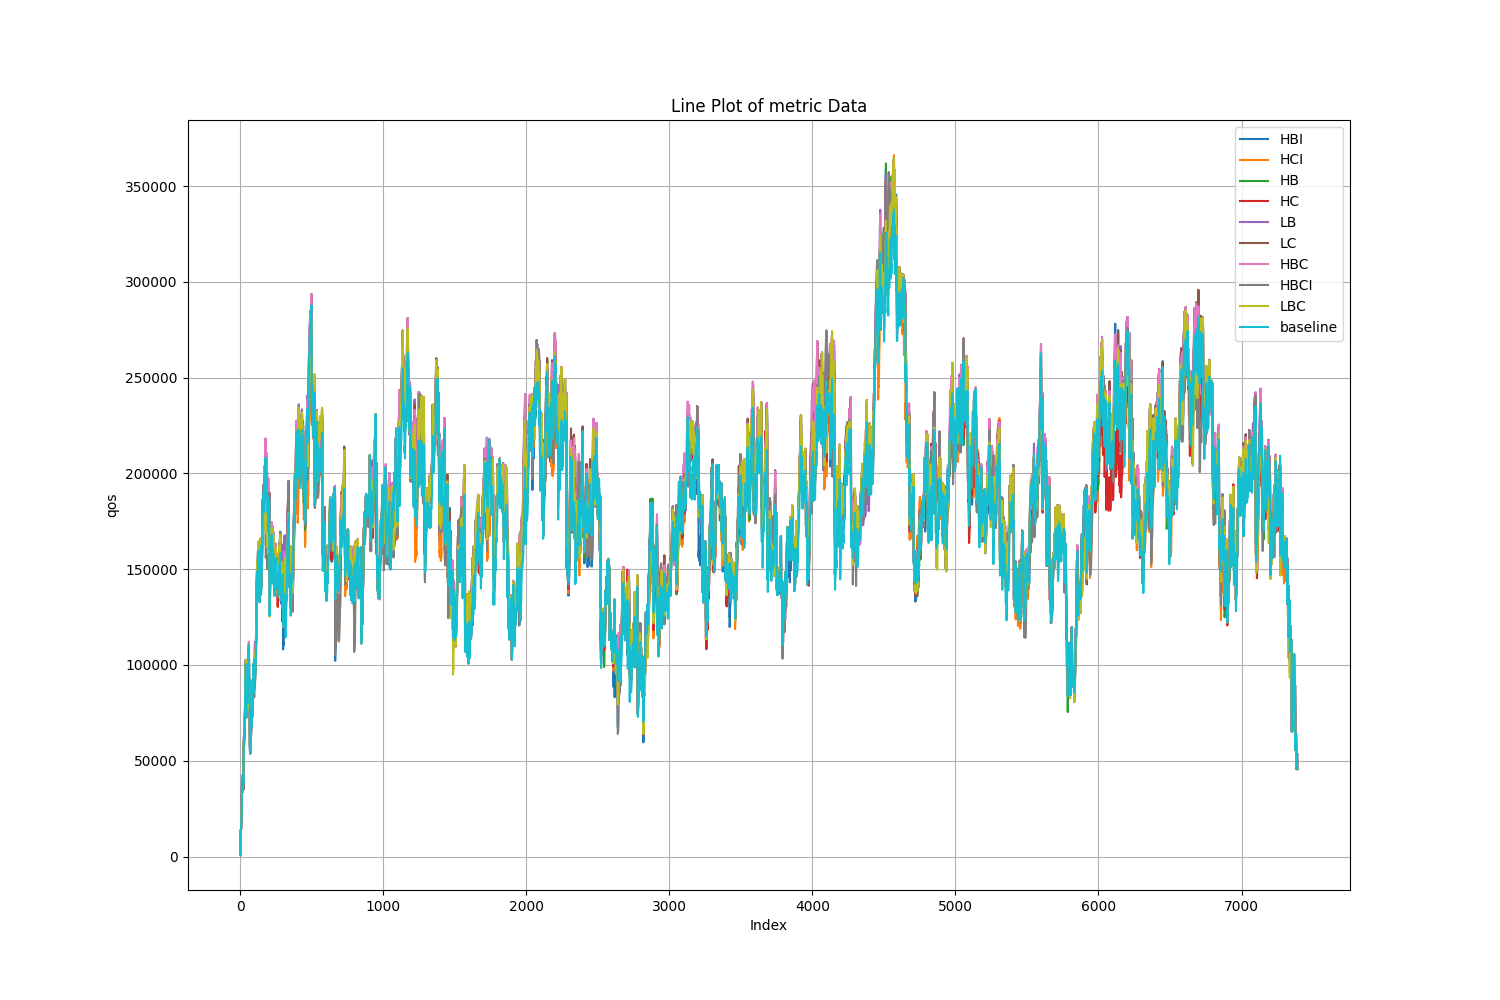 Line Plot of metric Data
qos
350000
300000
250000
200000
150000
100000
50000
0
0 1000 2000 3000 4000 5000 6000 7000
Index
HBI
HCI
HB
HC
LB
LC
HBC
HBCI
LBC
baseline